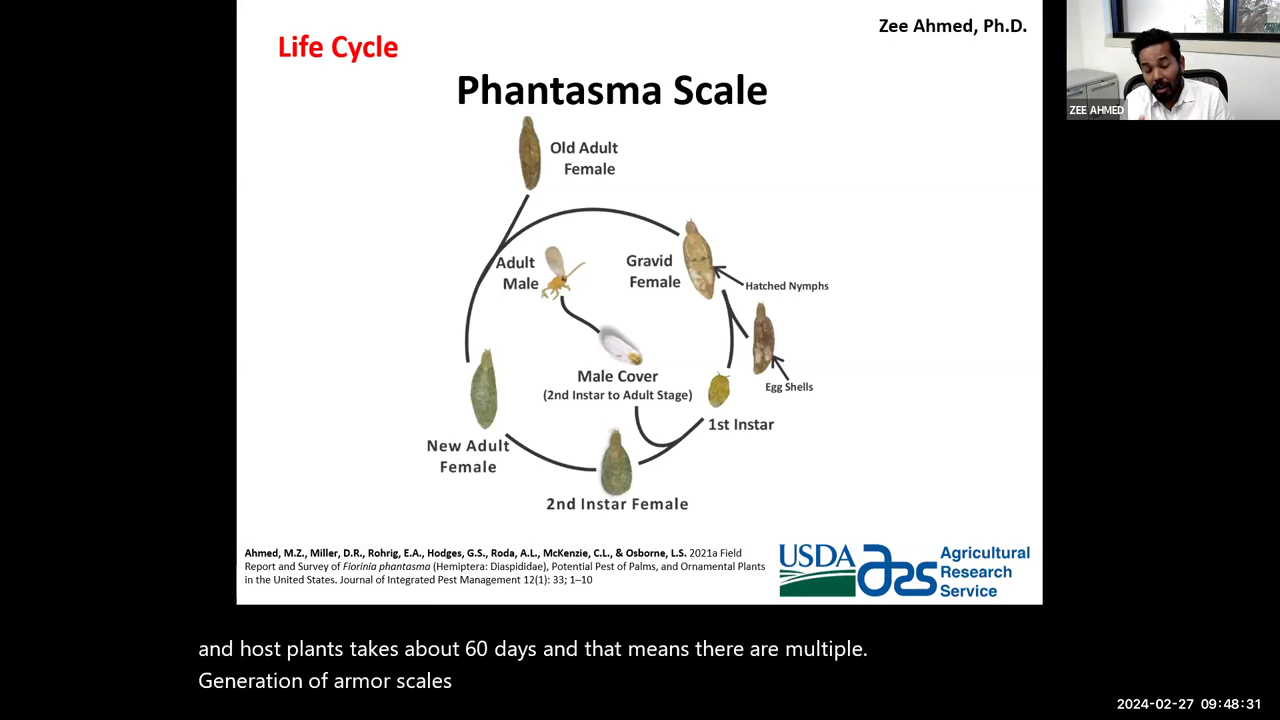 Zee Ahmed, Ph.D.
Life Cycle
Phantasma Scale
ZEE AHMED
Old Adult
Female
Adult
Male
Gravid
Female
Hatched Nymphs
Male Cover
(2nd Instar to Adult Stage)
Egg Shells
1st Instar
New Adult
Female
2nd Instar Female
Ahmed, M.Z., Miller, D.R., Rohrig, E.A., Hodges, G.S., Roda, A.L., McKenzie, C.L., & Osborne, L.S. 2021a Field
Report and Survey of Fiorinia phantasma (Hemiptera: Diaspididae), Potential Pest of Palms, and Ornamental Plants
in the United States. Journal of Integrated Pest Management 12(1): 33; 1–10
USDA
ars
Agricultural
Research
Service
and host plants takes about 60 days and that means there are multiple.
Generation of armor scales
2024-02-27 09:48:31